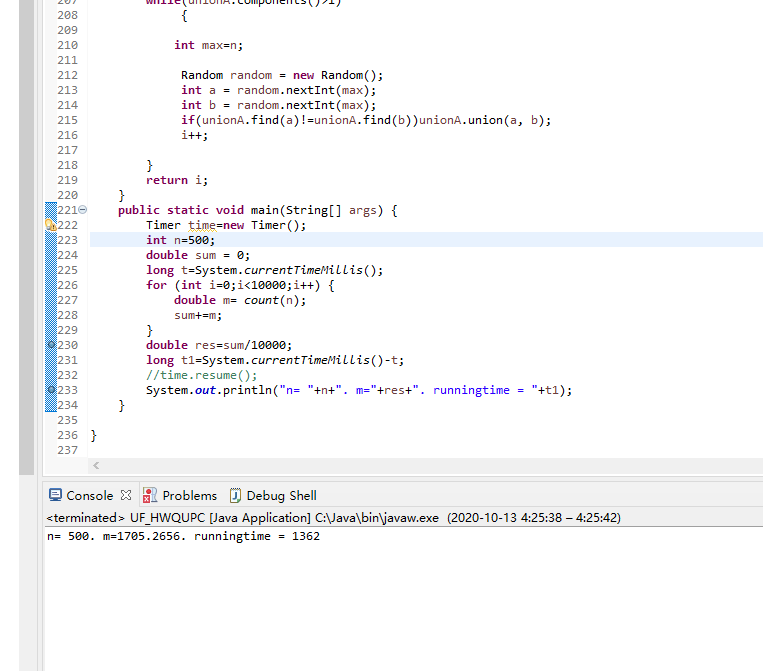 207 while(unionA.components()>1)
208 {
209
210 int max=n;
211
212 Random random = new Random();
213 int a = random.nextInt(max);
214 int b = random.nextInt(max);
215 if(unionA.find(a)!=unionA.find(b))unionA.union(a, b);
216 i++;
217
218 }
219 return i;
220 }
221 public static void main(String[] args) {
222 Timer time=new Timer();
223 int n=500;
224 double sum = 0;
225 long t=System.currentTimeMillis();
226 for (int i=0;i<10000;i++) {
227 double m= count(n);
228 sum+=m;
229 }
230 double res=sum/10000;
231 long t1=System.currentTimeMillis()-t;
232 //time.resume();
233 System.out.println("n= "+n+". m="+res+". runningtime = "+t1);
234 }
235
236 }
237
Console Problems Debug Shell
<terminated> UF_HWQUPC [Java Application] C:\Java\bin\javaw.exe (2020-10-13 4:25:38 – 4:25:42)
n= 500. m=1705.2656. runningtime = 1362